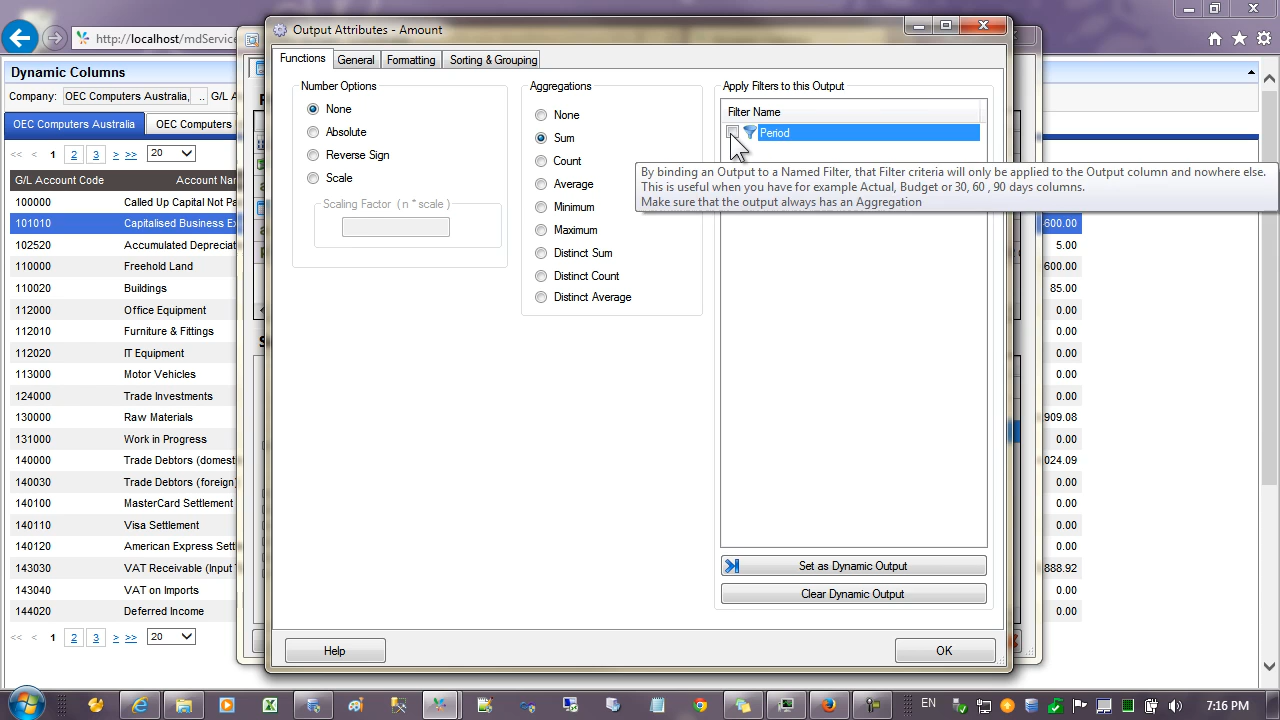 Output Attributes - Amount
http://localhost/mdService
Dynamic Columns
Company:
OEC Computers Australia,
..
G/L A
OEC Computers Australia
OEC Computers
<< < 1 2 3 > >> 20
G/L Account Code
Account Name
100000 Called Up Capital Not Pa
101010 Capitalised Business Ex
600.00
102520 Accumulated Depreciat
5.00
110000 Freehold Land
600.00
110020 Buildings
85.00
112000 Office Equipment
0.00
112010 Furniture & Fittings
0.00
112020 IT Equipment
0.00
113000 Motor Vehicles
0.00
124000 Trade Investments
0.00
130000 Raw Materials
909.08
131000 Work in Progress
0.00
140000 Trade Debtors (domest
024.09
140030 Trade Debtors (foreign)
0.00
140100 MasterCard Settlement
0.00
140110 Visa Settlement
0.00
140120 American Express Settl
0.00
143030 VAT Receivable (Input
888.92
143040 VAT on Imports
0.00
144020 Deferred Income
0.00
<< < 1 2 3 > >> 20
Functions
General
Formatting
Sorting & Grouping
Number Options
None
Absolute
Reverse Sign
Scale
Scaling Factor ( n * scale )
Aggregations
None
Sum
Count
Average
Minimum
Maximum
Distinct Sum
Distinct Count
Distinct Average
Apply Filters to this Output
Filter Name
Period
By binding an Output to a Named Filter, that Filter critria will only be applied to the Output column and nowhere else.
This is useful when you have for example Actual, Budget or 30, 60 , 90 days columns.
Make sure that the output always has an Aggregation
Set as Dynamic Output
Clear Dynamic Output
Help
OK
EN
7:16 PM